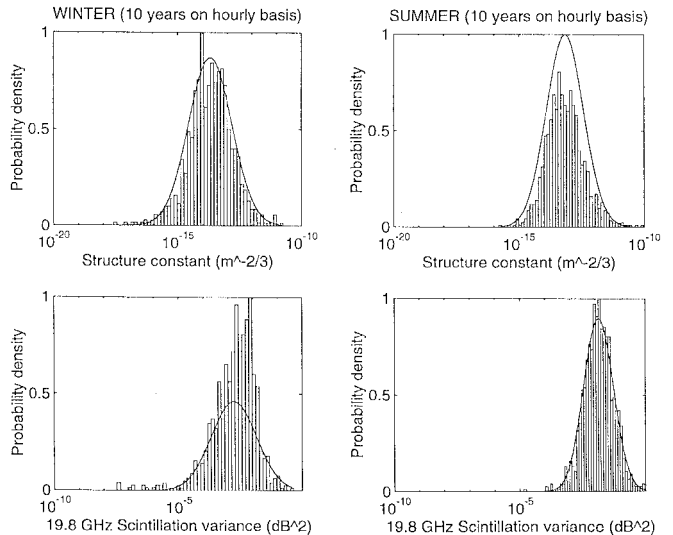 WINTER (10 years on hourly basis)
1
0.5
0
Probability density
10^-20
10^-15
10^-10
Structure constant (m^-2/3)
SUMMER (10 years on hourly basis)
1
0.5
0
Probability density
10^-20
10^-15
10^-10
Structure constant (m^-2/3)
1
0.5
0
Probability density
10^-10
10^-5
19.8 GHz Scintillation variance (dB^2)
1
0.5
0
Probability density
10^-10
10^-5
10^0
19.8 GHz Scintillation variance (dB^2)